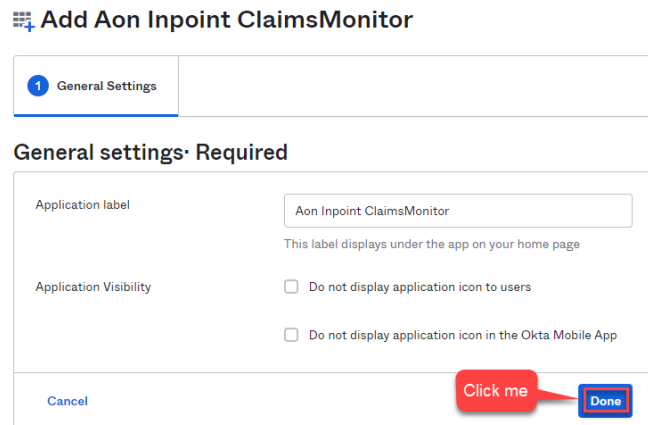 Add Aon Inpoint ClaimsMonitor
1 General Settings
General settings· Required
Application label
Aon Inpoint ClaimsMonitor
This label displays under the app on your home page
Application Visibility
Do not display application icon to users
Do not display application icon in the Okta Mobile App
Click me
Cancel
Done